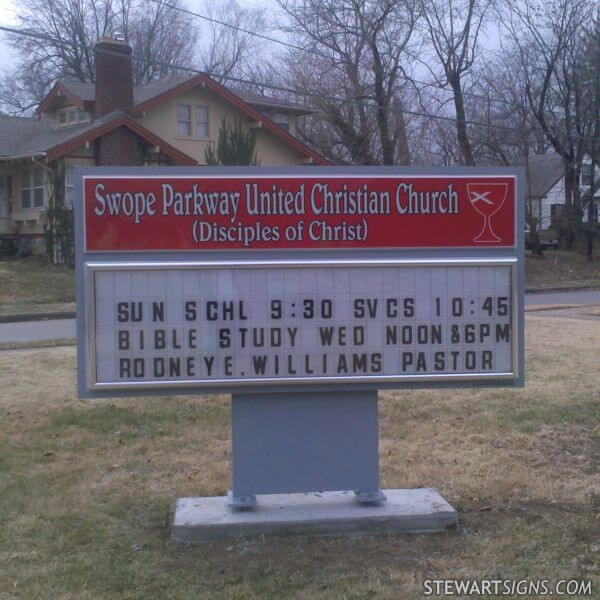 Swope Parkway United Christian Church
(Disciples of Christ)
SUN SCHL 9:30 SVCS 10:45
BIBLE STUDY WED NOON&6PM
RODNEYE.WILLIAMS PASTOR
STEWARTSIGNS.COM